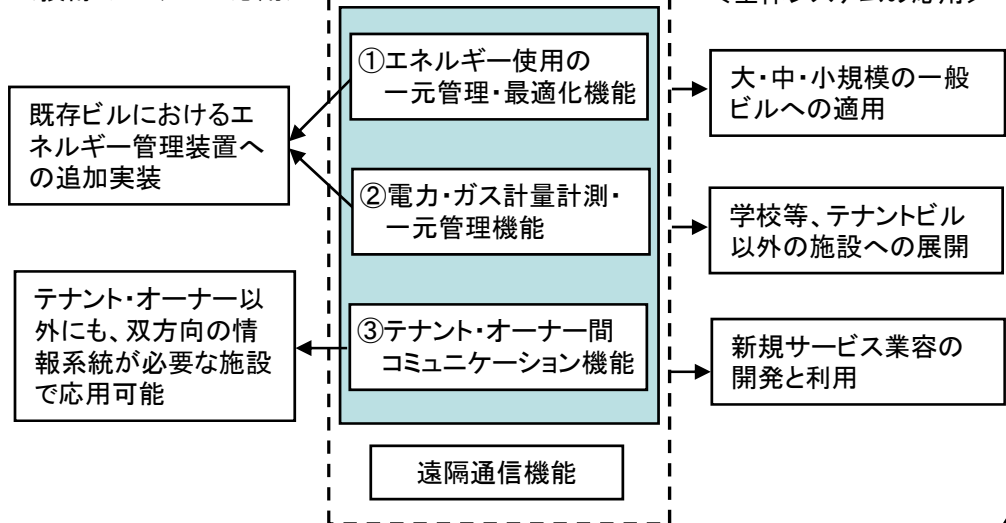 ①エネルギー使用の
一元管理・最適化機能
②電力・ガス計量計測・
一元管理機能
③テナント・オーナー間
コミュニケーション機能
遠隔通信機能
既存ビルにおけるエ
ネルギー管理装置へ
の追加実装
テナント・オーナー以
外にも、双方向の情
報系統が必要な施設
で応用可能
大・中・小規模の一般
ビルへの適用
学校等、テナントビル
以外の施設への展開
新規サービス業容の
開発と利用